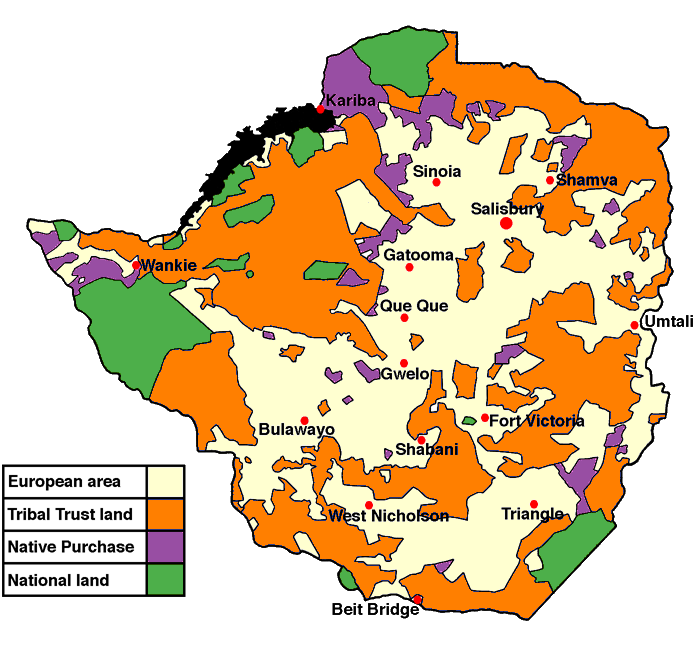 Kariba
Sinoia
Shamva
Salisbury
Gatooma
Wankie
Que Que
Umtali
Gwelo
Bulawayo
Fort Victoria
Shabani
West Nicholson
Triangle
Beit Bridge
European area
Tribal Trust land
Native Purchase
National land